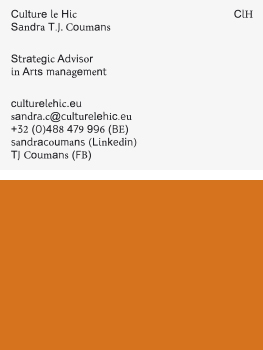 Culture le Hic
ClH
Sandra T.J. Coumans
Strategic Advisor
in Arts management
culturelehic.eu
sandra.c@culturelehic.eu
+32 (0)488 479 996 (BE)
sandracoumans (Linkedin)
TJ Coumans (FB)